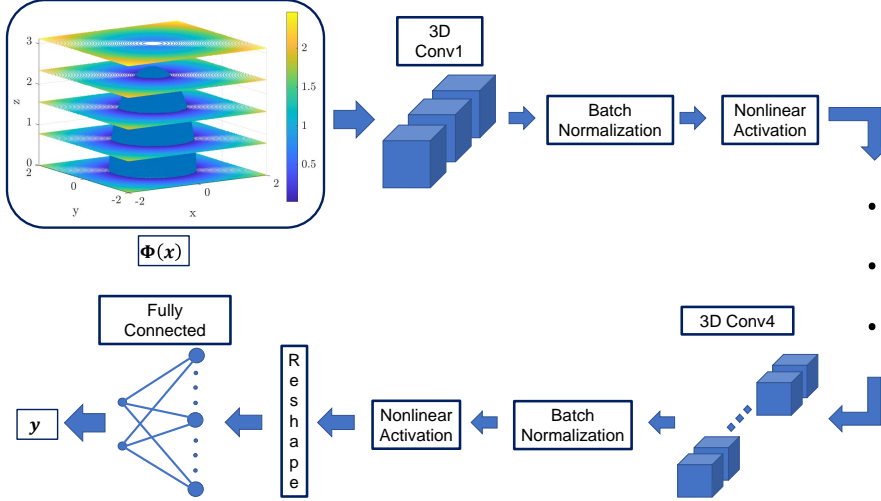 3
2
1
0
z
2
0
-2
y
-2
0
2
x
2
1.5
1
0.5
Φ(x)
3D
Conv1
Batch
Normalization
Nonlinear
Activation
3D Conv4
Batch
Normalization
Nonlinear
Activation
Reshape
Fully
Connected
y